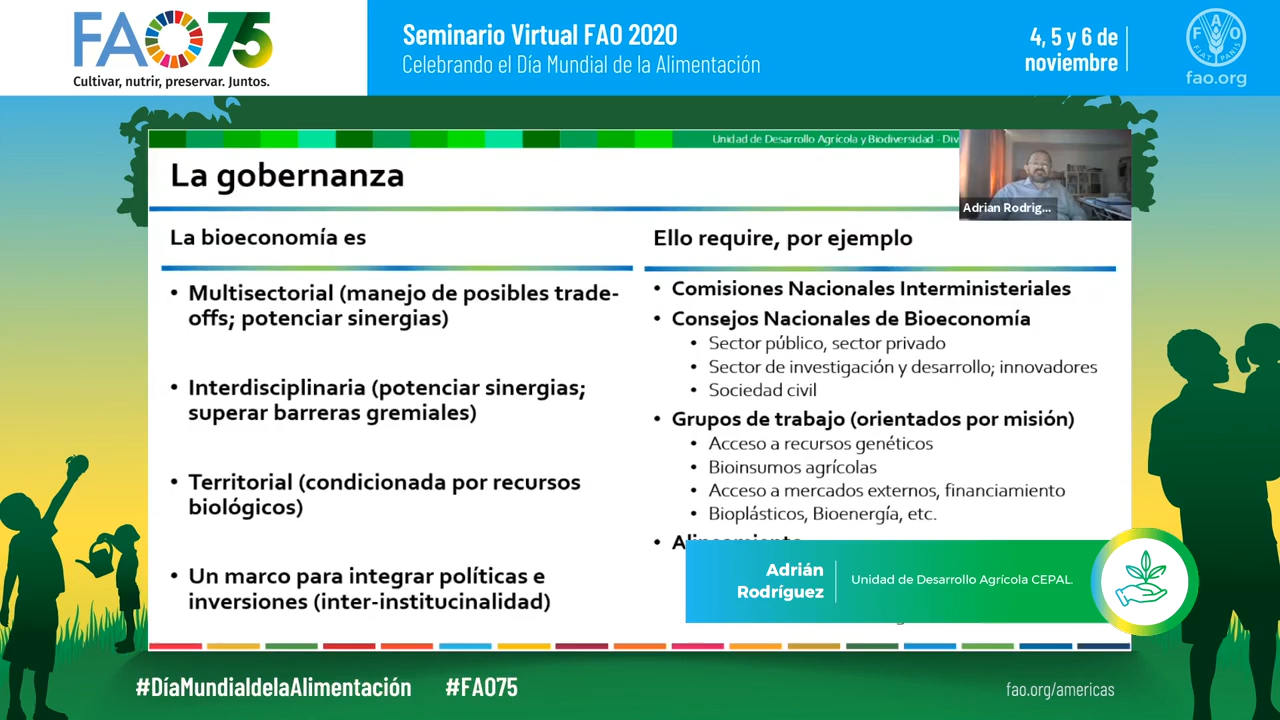 FAO75
Cultivar, nutrir, preservar. Juntos.
Seminario Virtual FAO 2020
Celebrando el Día Mundial de la Alimentación
4, 5 y 6 de
noviembre
FAO
FIAT PANIS
fao.org
Unidad de Desarrollo Agrícola y Biodiversidad - Div
La gobernanza
Adrian Rodrig...
La bioeconomía es
• Multisectorial (manejo de posibles trade-
offs; potenciar sinergias)
• Interdisciplinaria (potenciar sinergias;
superar barreras gremiales)
• Territorial (condicionada por recursos
biológicos)
• Un marco para integrar políticas e
inversiones (inter-institucinalidad)
Ello require, por ejemplo
• Comisiones Nacionales Interministeriales
• Consejos Nacionales de Bioeconomía
• Sector público, sector privado
• Sector de investigación y desarrollo; innovadores
• Sociedad civil
• Grupos de trabajo (orientados por misión)
• Acceso a recursos genéticos
• Bioinsumos agrícolas
• Acceso a mercados externos, financiamiento
• Bioplásticos, Bioenergía, etc.
• Alineamiento
Adrián
Rodríguez
Unidad de Desarrollo Agrícola CEPAL.
#DíaMundialdelaAlimentación #FAO75
fao.org/americas